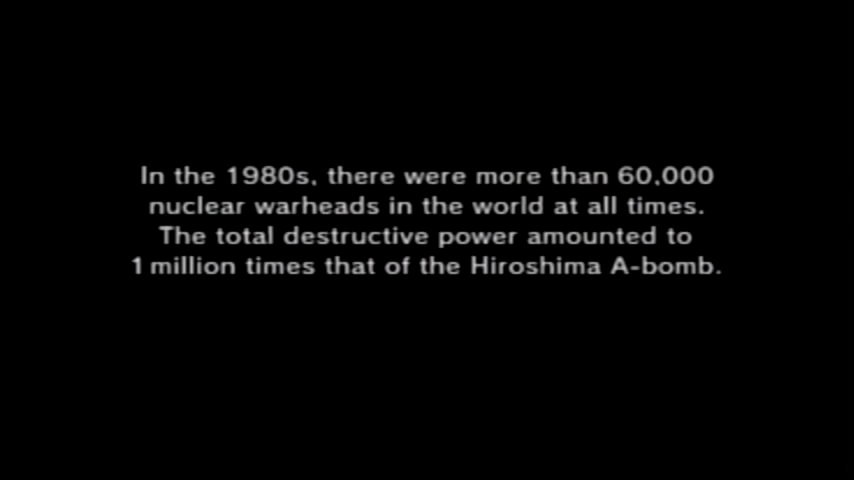 In the 1980s, there were more than 60,000
nuclear warheads in the world at all times.
The total destructive power amounted to
1 million times that of the Hiroshima A-bomb.